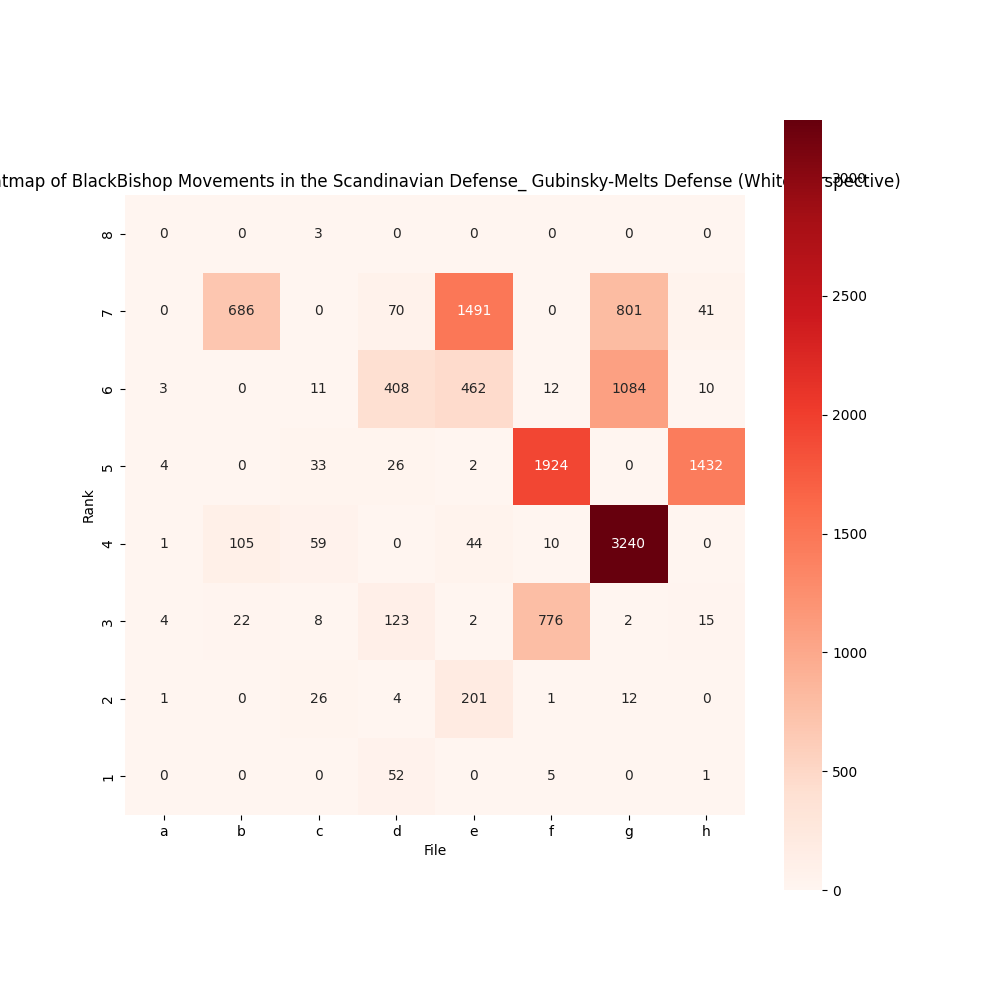 tmap of BlackBishop Movements in the Scandinavian Defense_ Gubinsky-Melts Defense (Whit spective)
3000
8 0 0 3 0 0 0 0 0
7 0 686 0 70 1491 0 801 41
2500
6 3 0 11 408 462 12 1084 10
2000
5 4 0 33 26 2 1924 0 1432
Rank
4 1 105 59 0 44 10 3240 0
1500
3 4 22 8 123 2 776 2 15
1000
2 1 0 26 4 201 1 12 0
500
1 0 0 0 52 0 5 0 1
a b c d e f g h
File
0